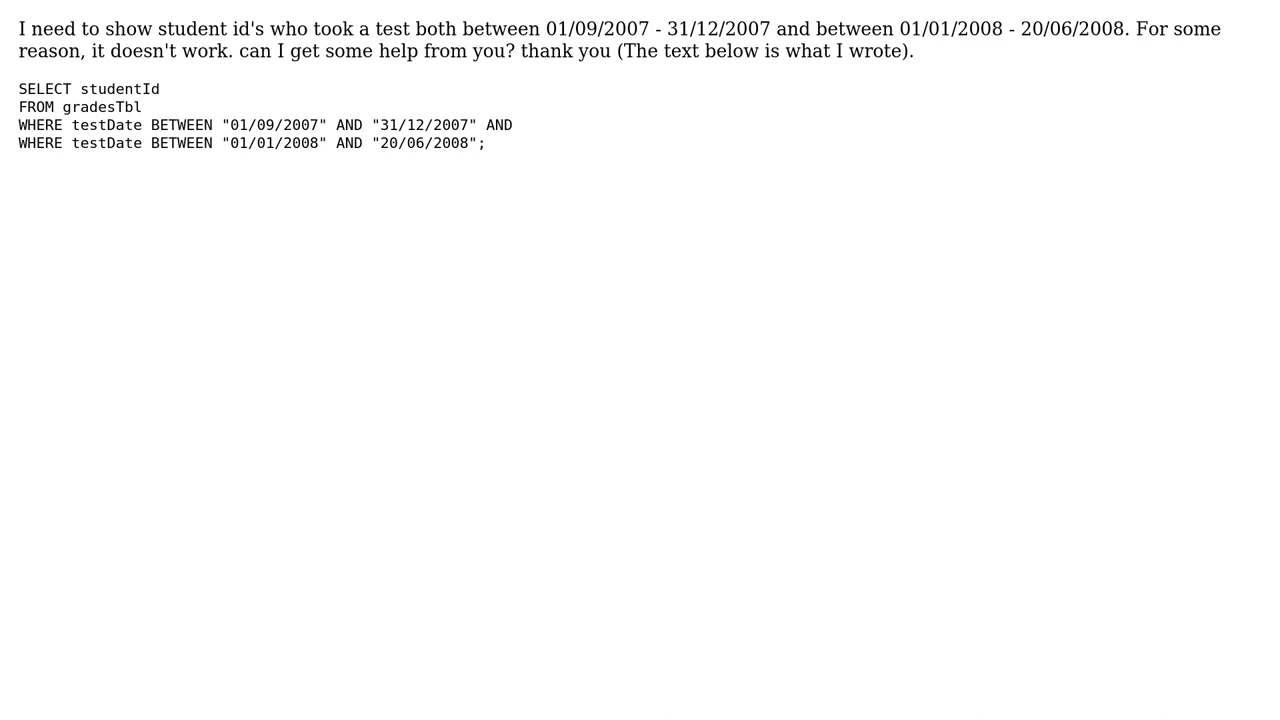 I need to show student id's who took a test both between 01/09/2007 - 31/12/2007 and between 01/01/2008 - 20/06/2008. For some
reason, it doesn't work. can I get some help from you? thank you (The text below is what I wrote).
SELECT studentId
FROM gradesTbl
WHERE testDate BETWEEN "01/09/2007" AND "31/12/2007" AND
WHERE testDate BETWEEN "01/01/2008" AND "20/06/2008";